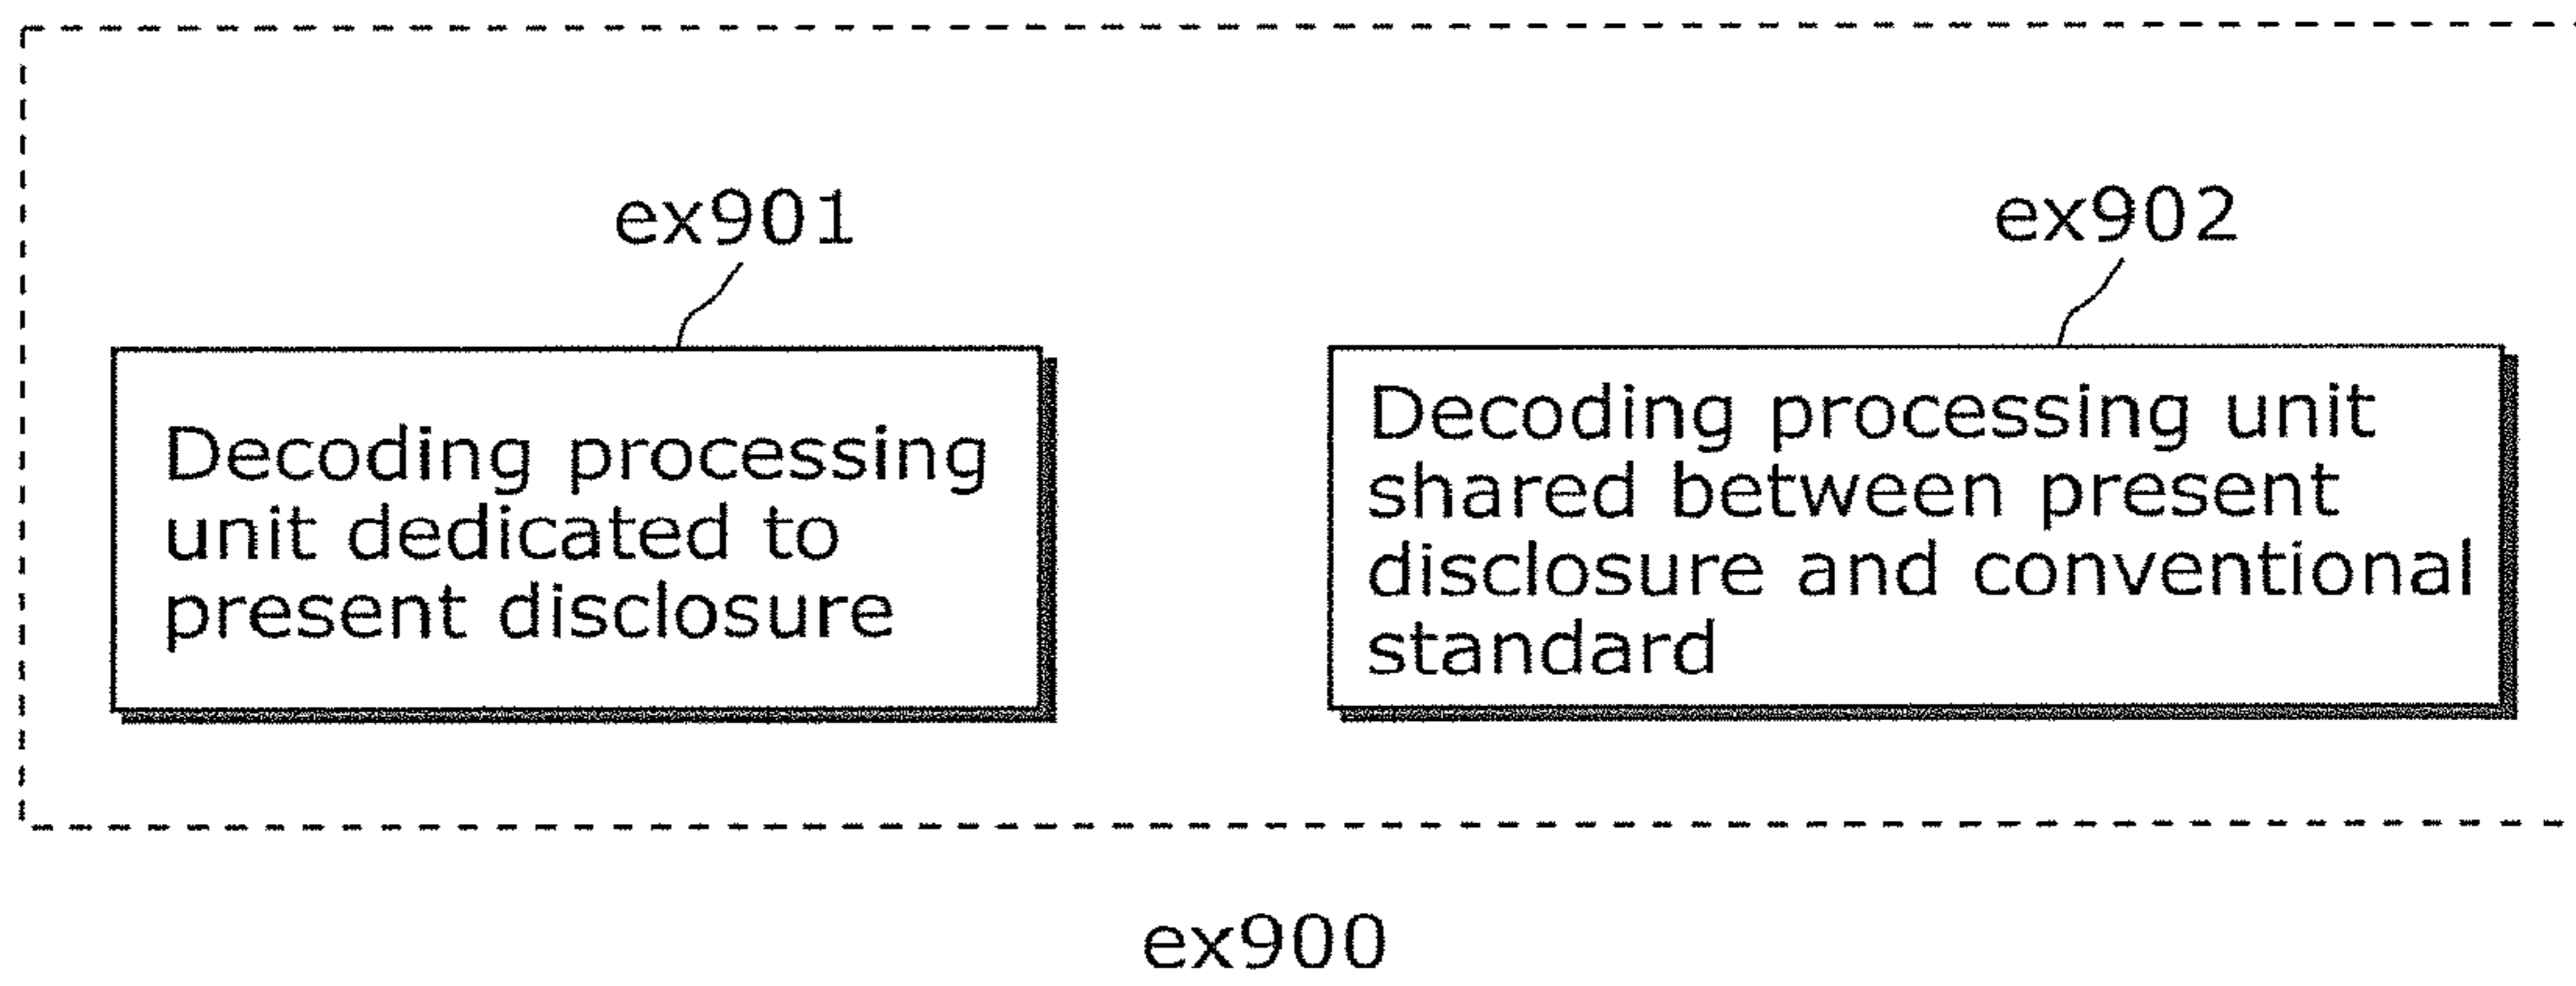 ex901
ex902
Decoding processing
unit dedicated to
present disclosure
Decoding processing unit
shared between present
disclosure and conventional
standard
ex900